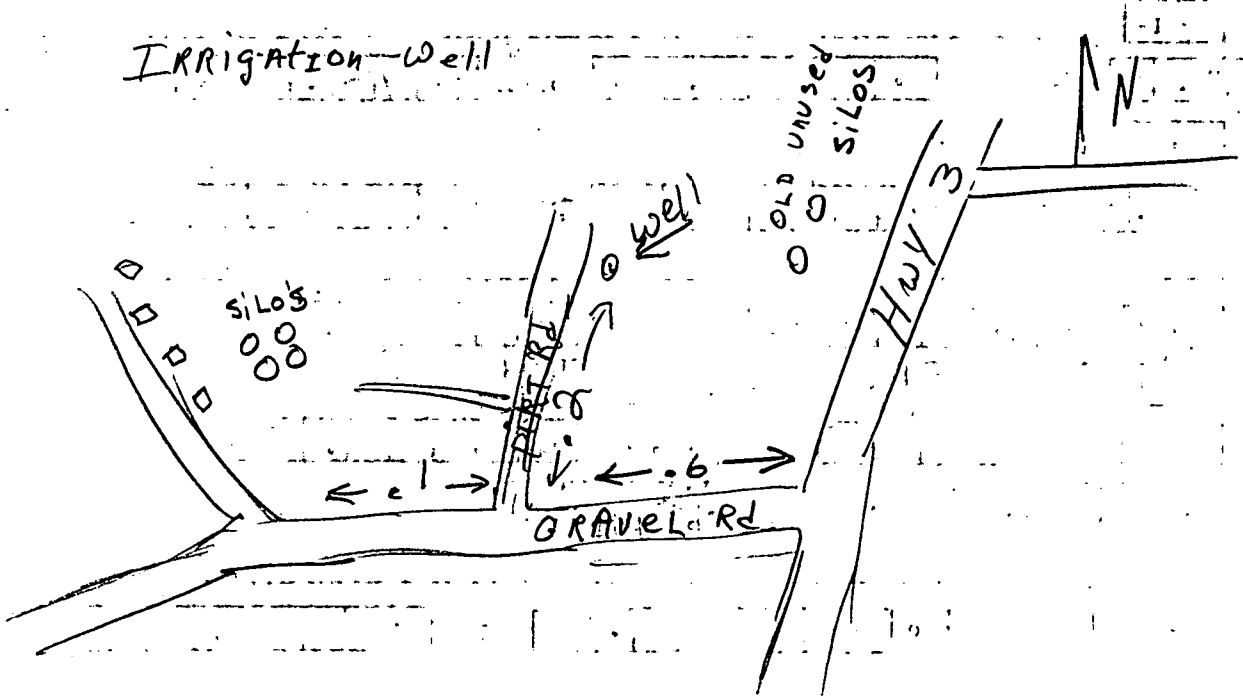 IRRigAtIon Well
OLD unused
SiLoS
N
Well
HWY 3
SiLo's
DIRT Rd
.1
.6
GRAVEL Rd